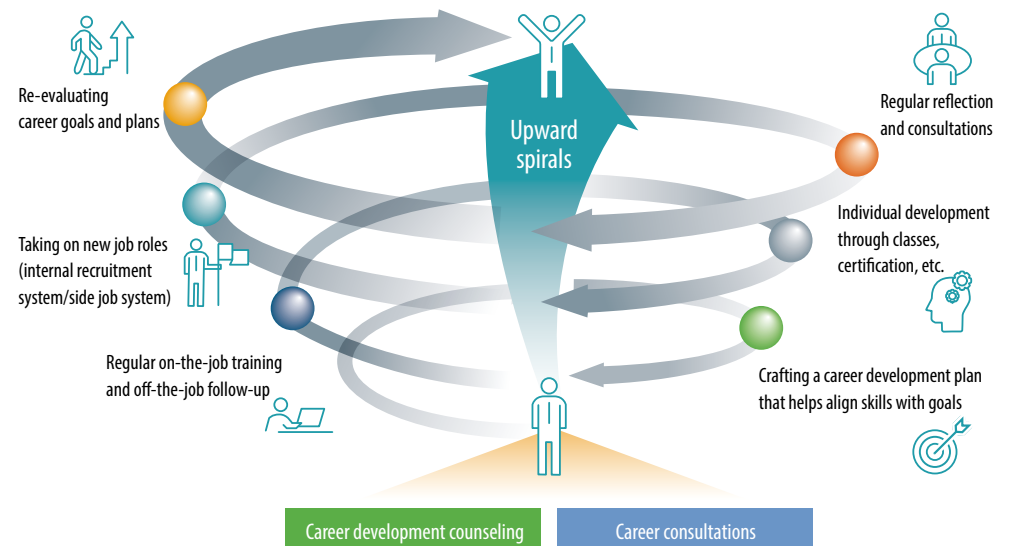 Re-evaluating
career goals and plans
Upward
spirals
Regular reflection
and consultations
Taking on new job roles
(internal recruitment
system/side job system)
Individual development
through classes,
certification, etc.
Regular on-the-job training
and off-the-job follow-up
Crafting a career development plan
that helps align skills with goals
Career development counseling
Career consultations